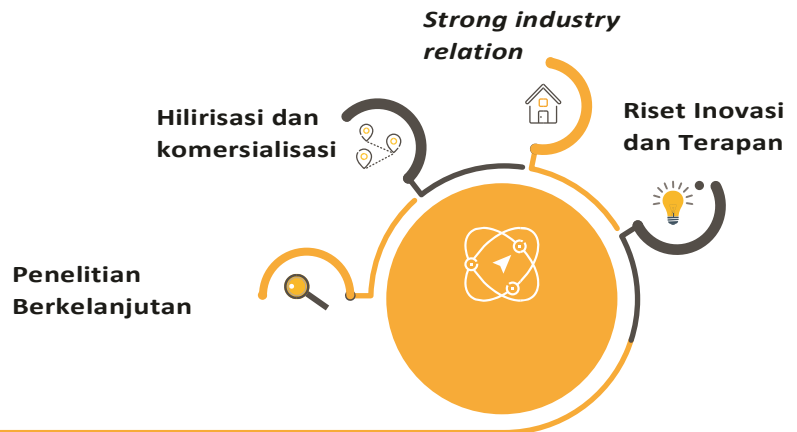 Strong industry
relation
Hilirisasi dan
komersialisasi
Riset Inovasi
dan Terapan
Penelitian
Berkelanjutan